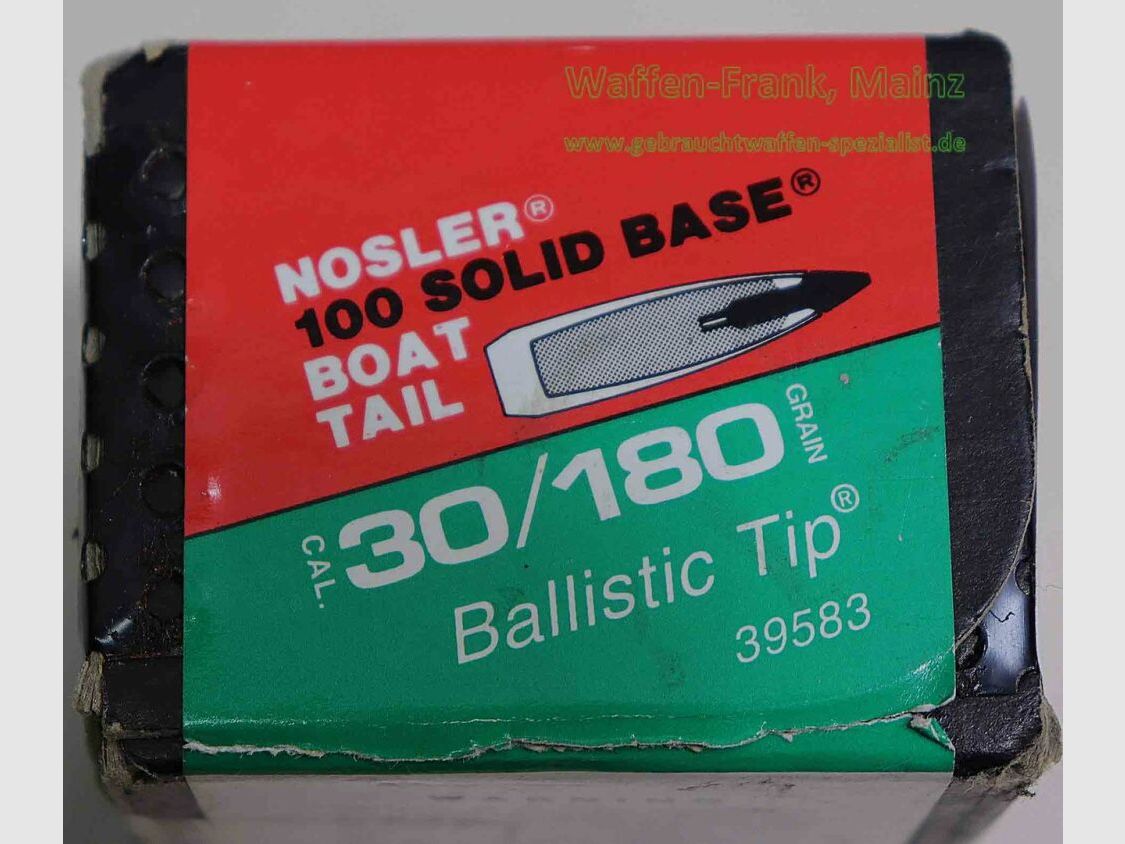 Waffen-Frank, Mainz
www.gebrauchtwaffen-spezialist.de
NOSLER®
100 SOLID BASE®
BOAT
TAIL
CAL. 30/180 GRAIN
Ballistic Tip®
39583